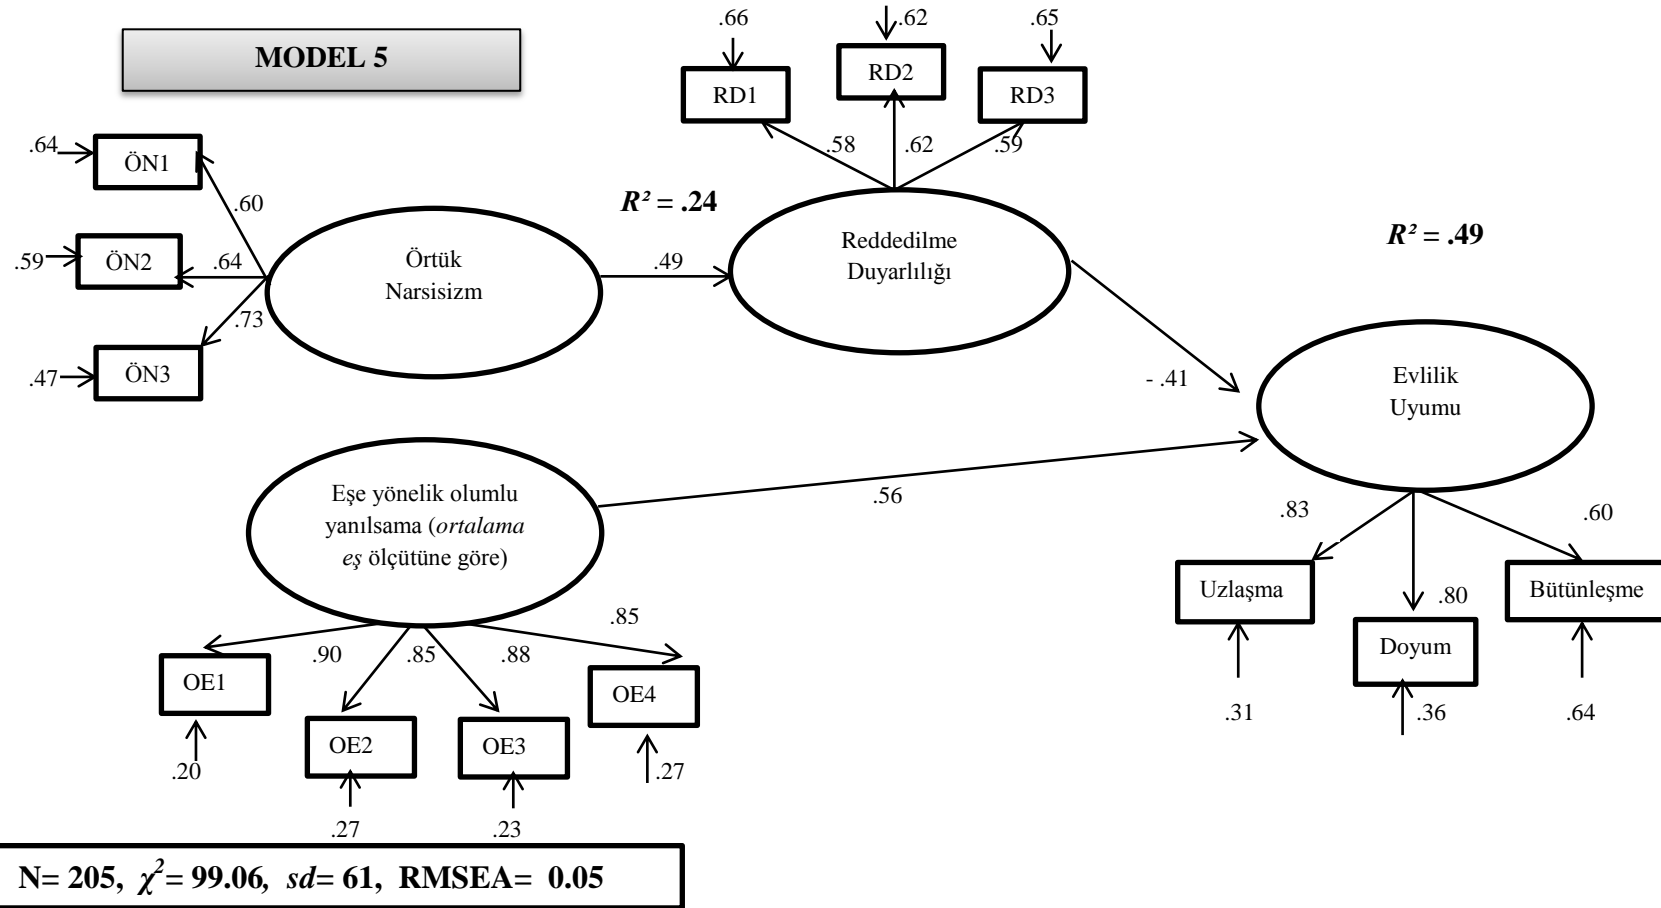 MODEL 5
.66
.62
.65
RD1
RD2
RD3
.58
.62
.59
.64
ÖN1
.60
.59
ÖN2
.64
.73
.47
ÖN3
Örtük
Narsisizm
R² = .24
.49
Reddedilme
Duyarlılığı
R² = .49
- .41
Evlilik
Uyumu
Eşe yönelik olumlu
yanılsama (ortalama
eş ölçütüne göre)
.56
.83
.60
Uzlaşma
.80
Bütünleşme
Doyum
.31
.36
.64
.90
.85
.88
.85
OE1
OE2
OE3
OE4
.20
.27
.23
.27
N= 205, χ²= 99.06, sd= 61, RMSEA= 0.05